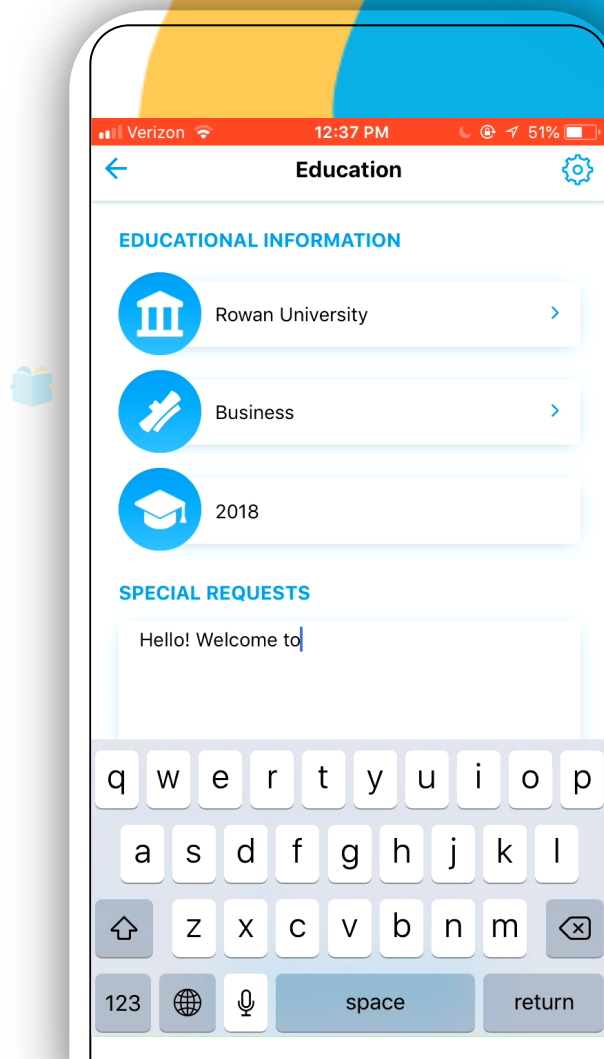 Verizon 12:37 PM 51%
Education
EDUCATIONAL INFORMATION
Rowan University
Business
2018
SPECIAL REQUESTS
Hello! Welcome to
q w e r t y u i o p
a s d f g h j k l
z x c v b n m
123 space return